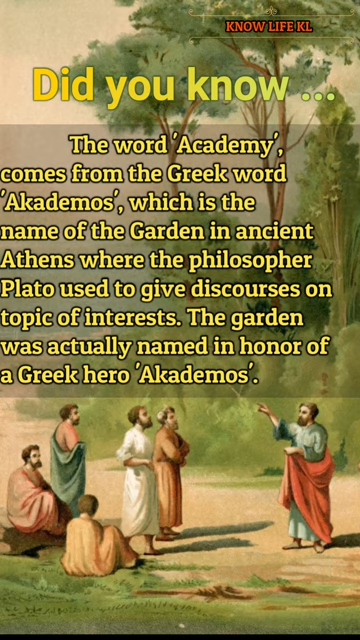 KNOW LIFE KL
Did you know ...
The word 'Academy',
comes from the Greek word
'Akademos', which is the
name of the Garden in ancient
Athens where the philosopher
Plato used to give discourses on
topic of interests. The garden
was actually named in honor of
a Greek hero 'Akademos'.